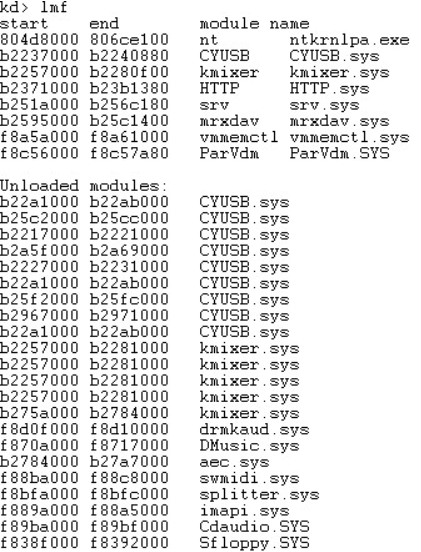 kd> lmf
start    end        module name
804d8000 806ce100   nt       ntkrnlpa.exe
b2237000 b2240880   CYUSB    CYUSB.sys
b2257000 b2280f00   kmixer   kmixer.sys
b2371000 b23b1380   HTTP     HTTP.sys
b251a000 b256c180   srv      srv.sys
b2595000 b25c1400   mrxdav   mrxdav.sys
f8a5a000 f8a61000   vmmemctl vmmemctl.sys
f8c56000 f8c57a80   ParVdm   ParVdm.SYS

Unloaded modules:
b22a1000 b22ab000   CYUSB.sys
b25c2000 b25cc000   CYUSB.sys
b2217000 b2221000   CYUSB.sys
b2a5f000 b2a69000   CYUSB.sys
b2227000 b2231000   CYUSB.sys
b22a1000 b22ab000   CYUSB.sys
b25f2000 b25fc000   CYUSB.sys
b2967000 b2971000   CYUSB.sys
b22a1000 b22ab000   CYUSB.sys
b2257000 b2281000   kmixer.sys
b2257000 b2281000   kmixer.sys
b2257000 b2281000   kmixer.sys
b2257000 b2281000   kmixer.sys
b275a000 b2784000   kmixer.sys
f8d0f000 f8d10000   drmkaud.sys
f870a000 f8717000   DMusic.sys
b2784000 b27a7000   aec.sys
f88ba000 f88c8000   swmidi.sys
f8bfa000 f8bfc000   splitter.sys
f889a000 f88a5000   imapi.sys
f89ba000 f89bf000   Cdaudio.SYS
f838f000 f8392000   Sfloppy.SYS